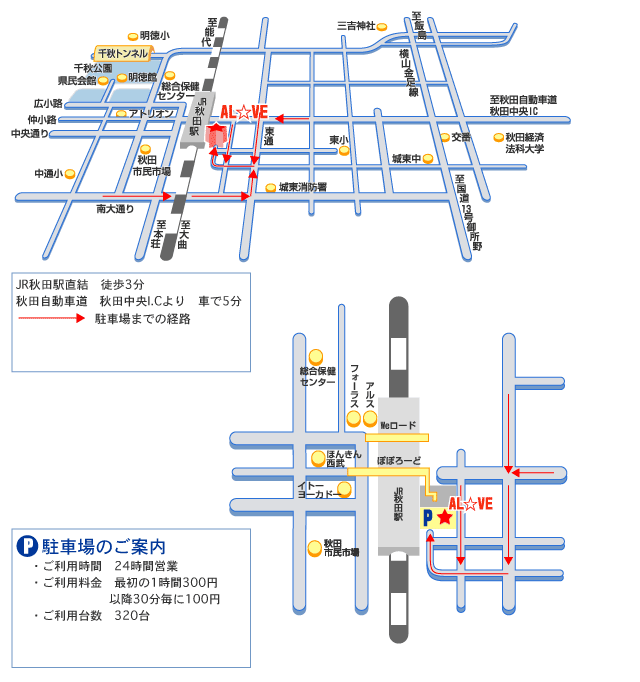 至能代
至飯島
明徳小
三吉神社
千秋トンネル
千秋公園
県民会館
明徳館
総合保健
センター
横山金足線
広小路
アトリオン
JR秋田駅
AL☆VE
至秋田自動車道
秋田中央IC
仲小路
中央通り
東通
東小
交番
秋田経済
法科大学
秋田
市民市場
城東中
中通小
城東消防署
至国道13号御所野
南大通り
至本荘
至大曲
JR秋田駅直結　徒歩3分
秋田自動車道　秋田中央I.Cより　車で5分
駐車場までの経路
総合保健
センター
フォーラス
アルス
Weロード
ほんきん
西武
ぽぽろーど
イトー
ヨーカドー
JR秋田駅
AL☆VE
P★
秋田
市民市場
P 駐車場のご案内
・ご利用時間　24時間営業
・ご利用料金　最初の1時間300円
以降30分毎に100円
・ご利用台数　320台